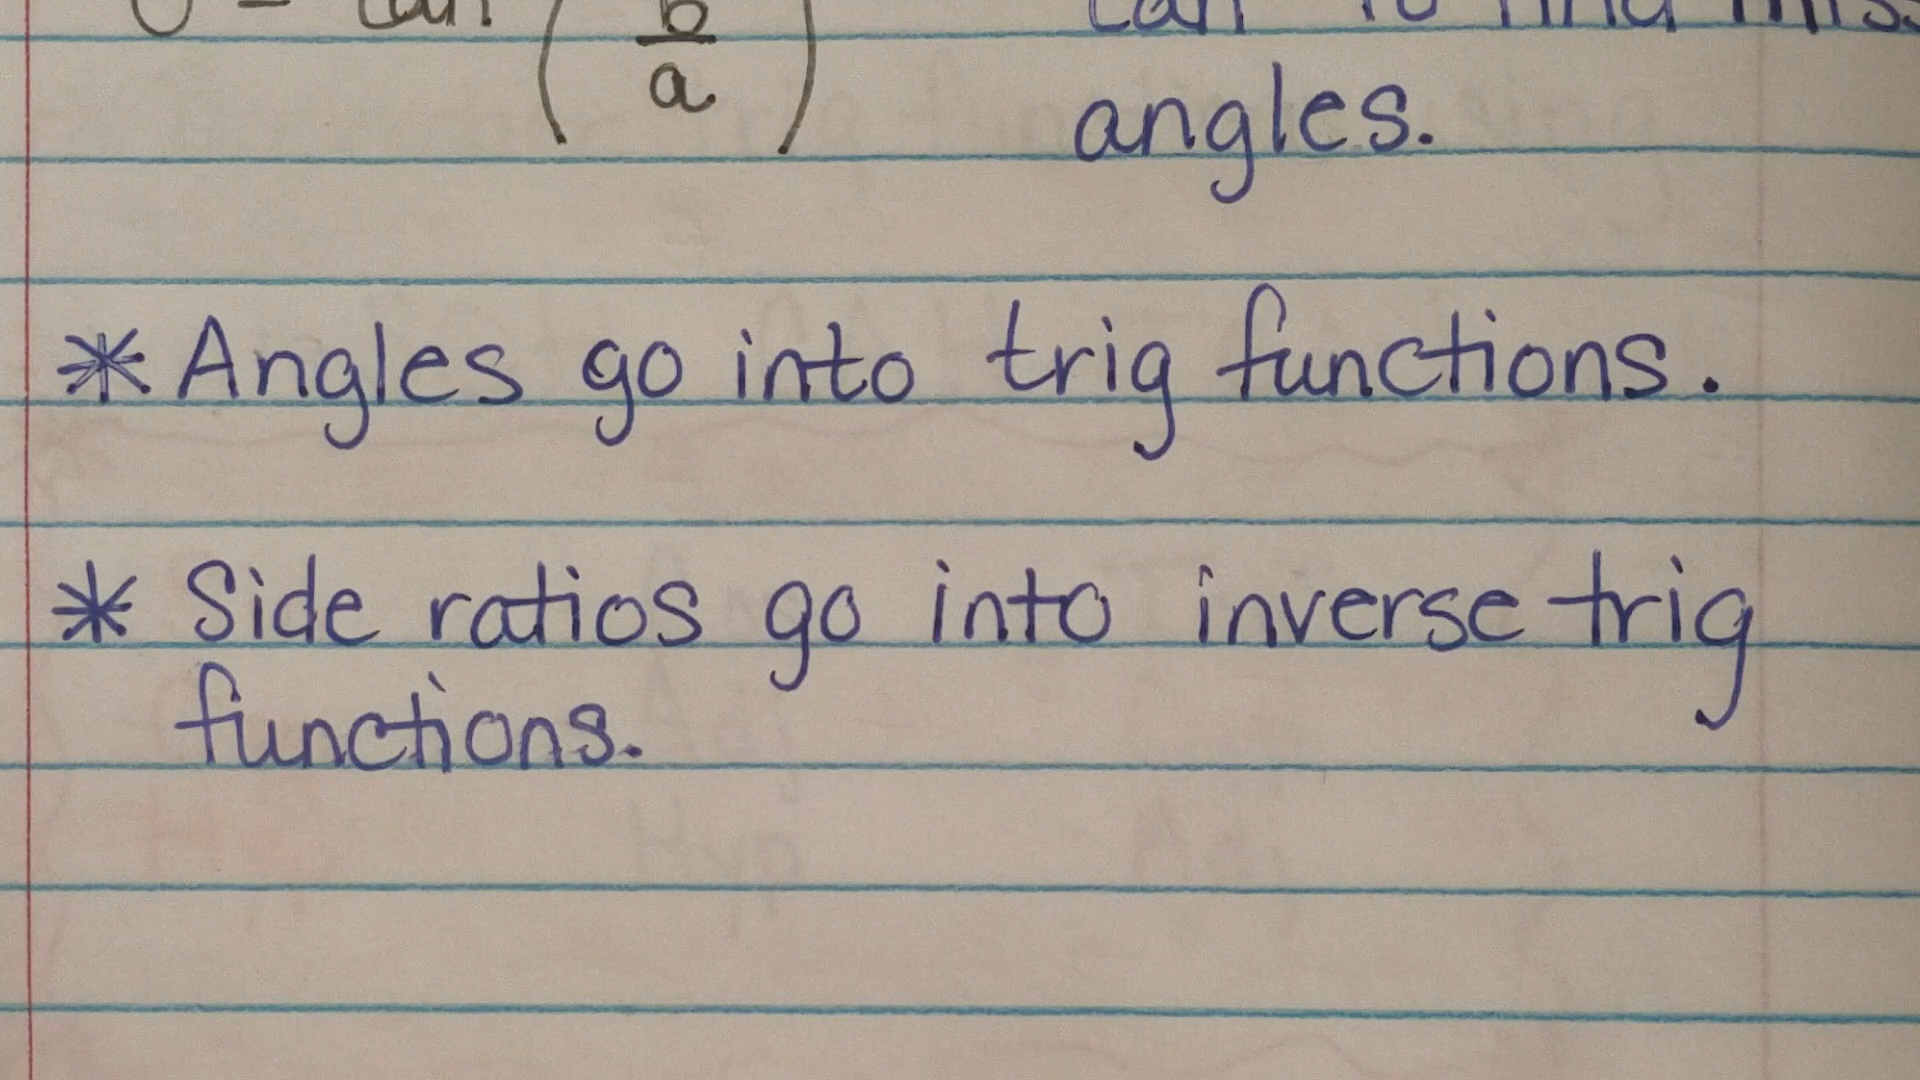 b
a
angles.
* Angles go into trig functions.
* Side ratios go into inverse trig
functions.